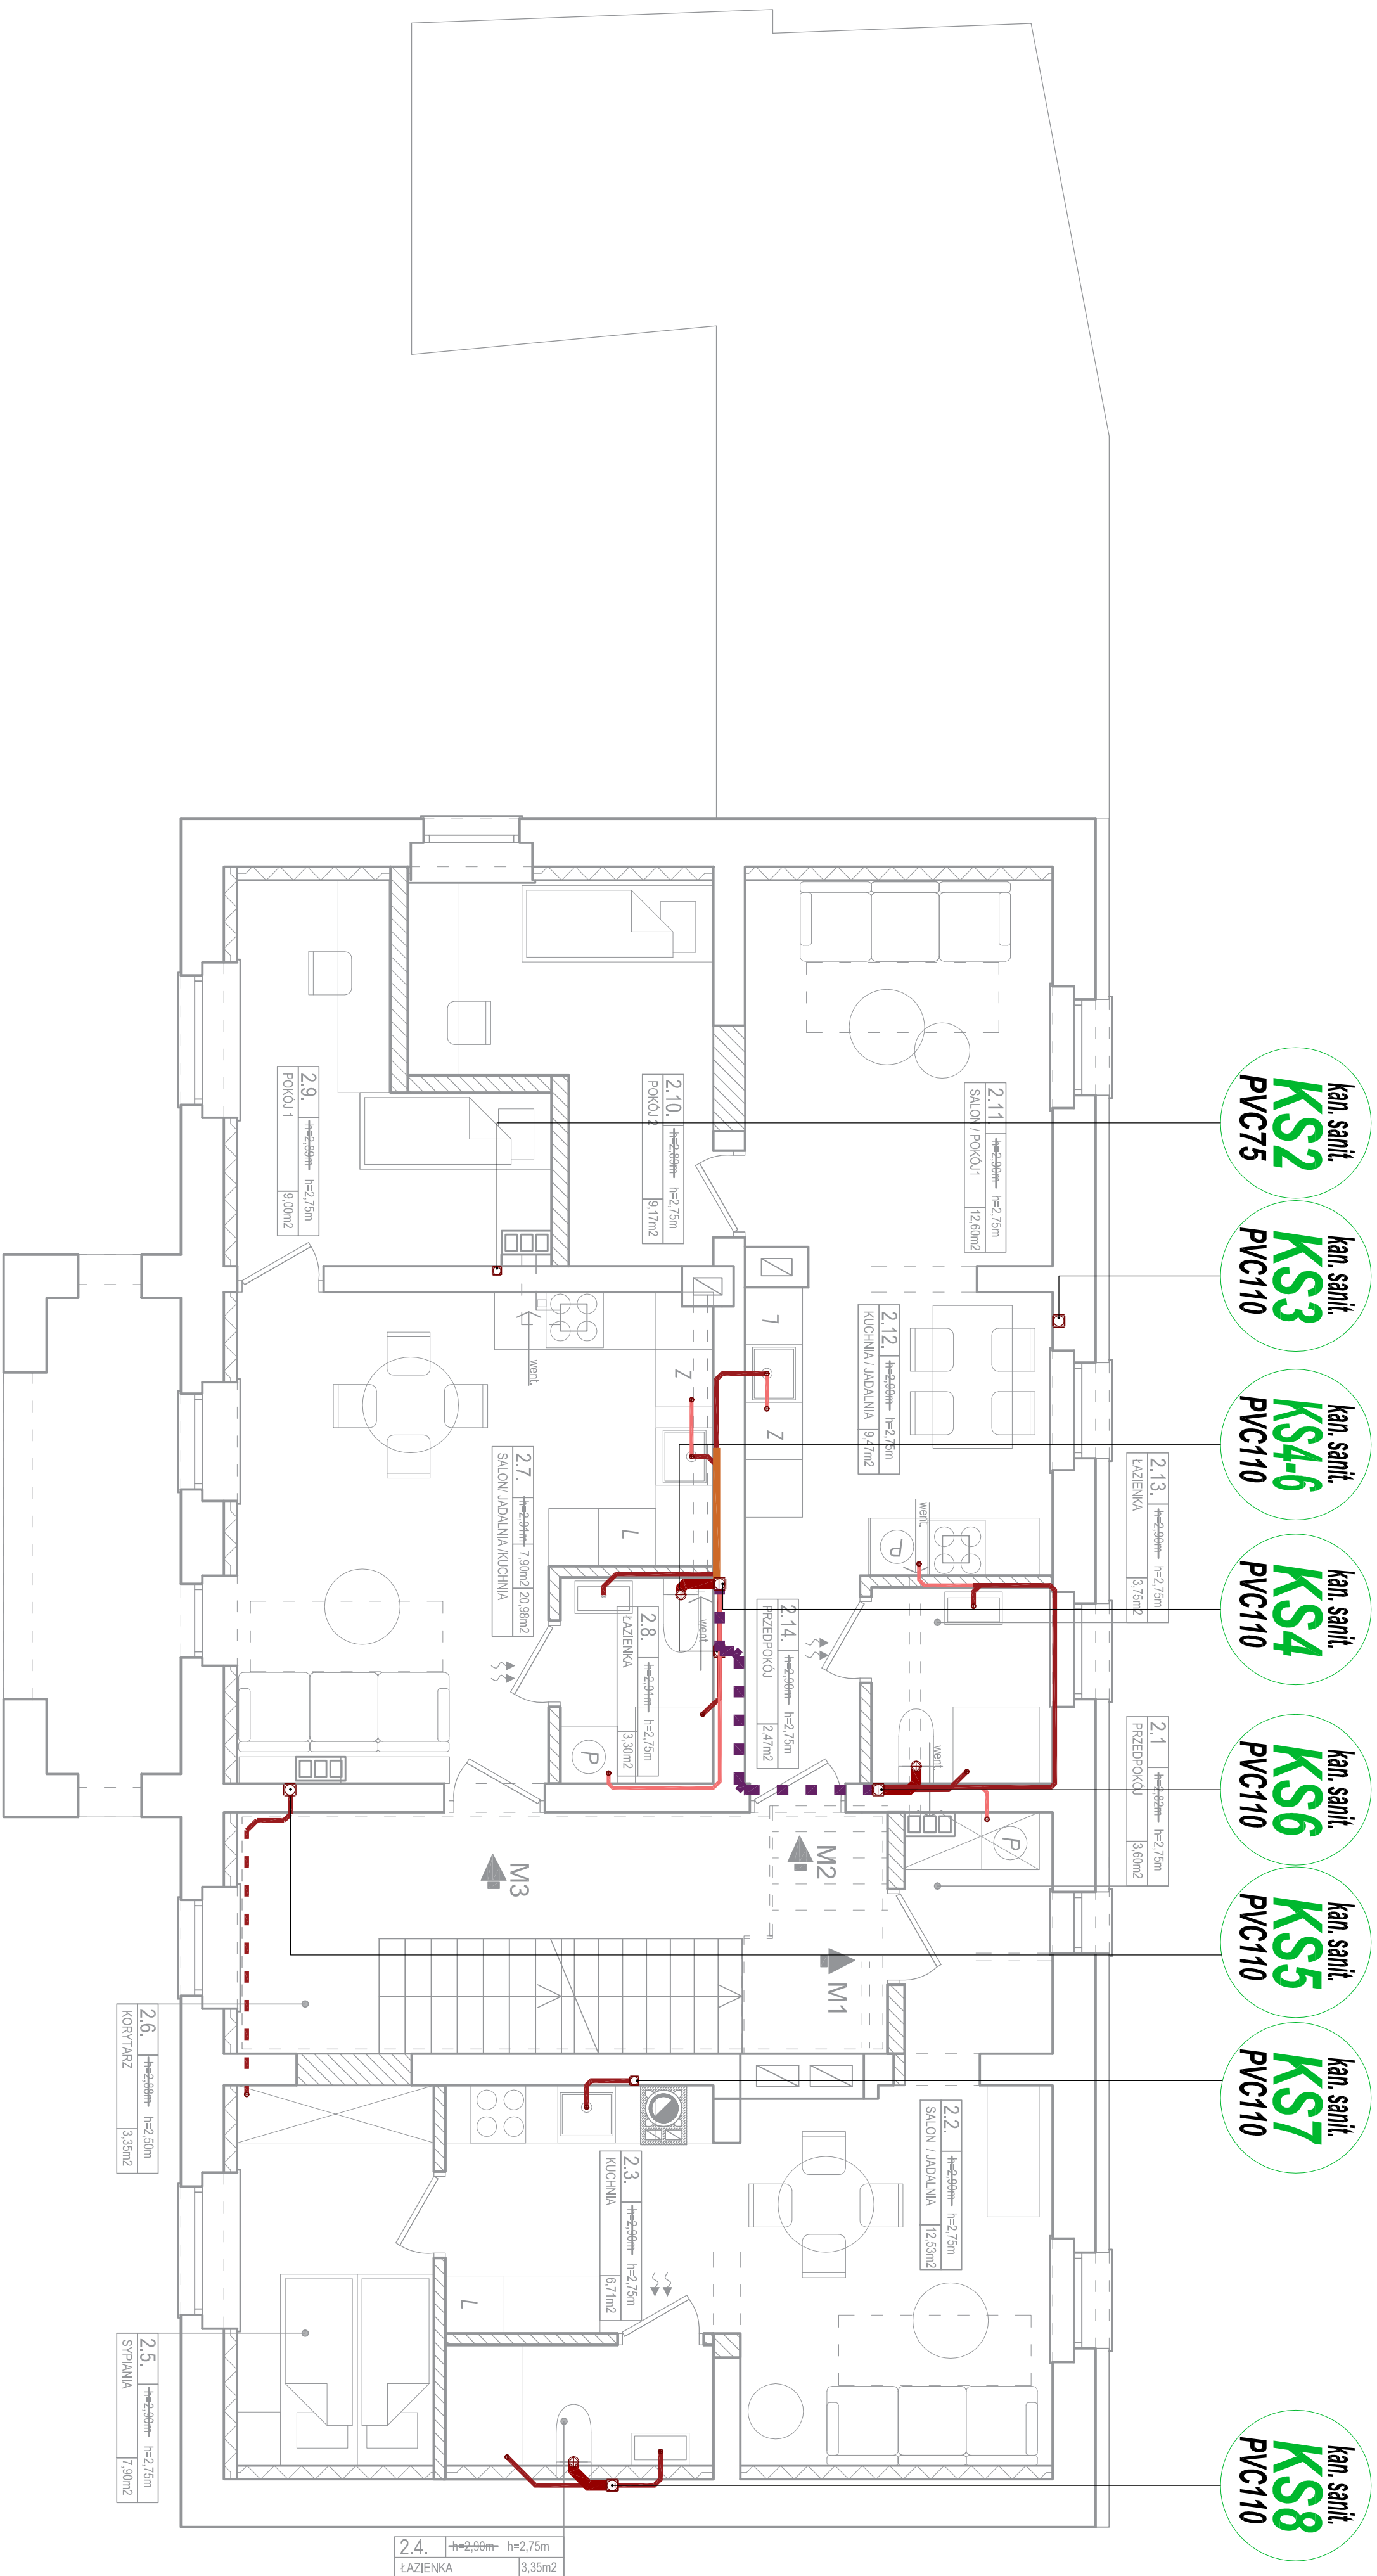 kan. sanit.
KS2
PVC75
kan. sanit.
KS3
PVC110
kan. sanit.
KS4-6
PVC110
kan. sanit.
KS4
PVC110
kan. sanit.
KS6
PVC110
kan. sanit.
KS5
PVC110
kan. sanit.
KS7
PVC110
kan. sanit.
KS8
PVC110
2.13. h=2,90m h=2,75m
ŁAZIENKA 3,75m2
2.1 h=2,82m h=2,75m
PRZEDPOKÓJ 3,60m2
2.11. h=2,90m h=2,75m
SALON / POKÓJ1 12,60m2
2.12. h=2,90m h=2,75m
KUCHNIA / JADALNIA 9,47m2
2.14. h=2,90m h=2,75m
PRZEDPOKÓJ 2,47m2
2.2. h=2,90m h=2,75m
SALON / JADALNIA 12,53m2
2.10. h=2,89m h=2,75m
POKÓJ 2 9,17m2
2.8. h=2,91m h=2,75m
ŁAZIENKA 3,30m2
2.3. h=2,90m h=2,75m
KUCHNIA 6,71m2
2.7. h=2,91m 7,90m2 20,98m2
SALON/ JADALNIA /KUCHNIA
2.9. h=2,89m h=2,75m
POKÓJ 1 9,00m2
2.6. h=2,88m h=2,50m
KORYTARZ 3,35m2
2.5. h=2,90m h=2,75m
SYPIANIA 7,90m2
2.4. h=2,90m h=2,75m
ŁAZIENKA 3,35m2
M1
M2
M3
went.
went.
went.
went.
L
Z
Z
L
L
P
P
P
P